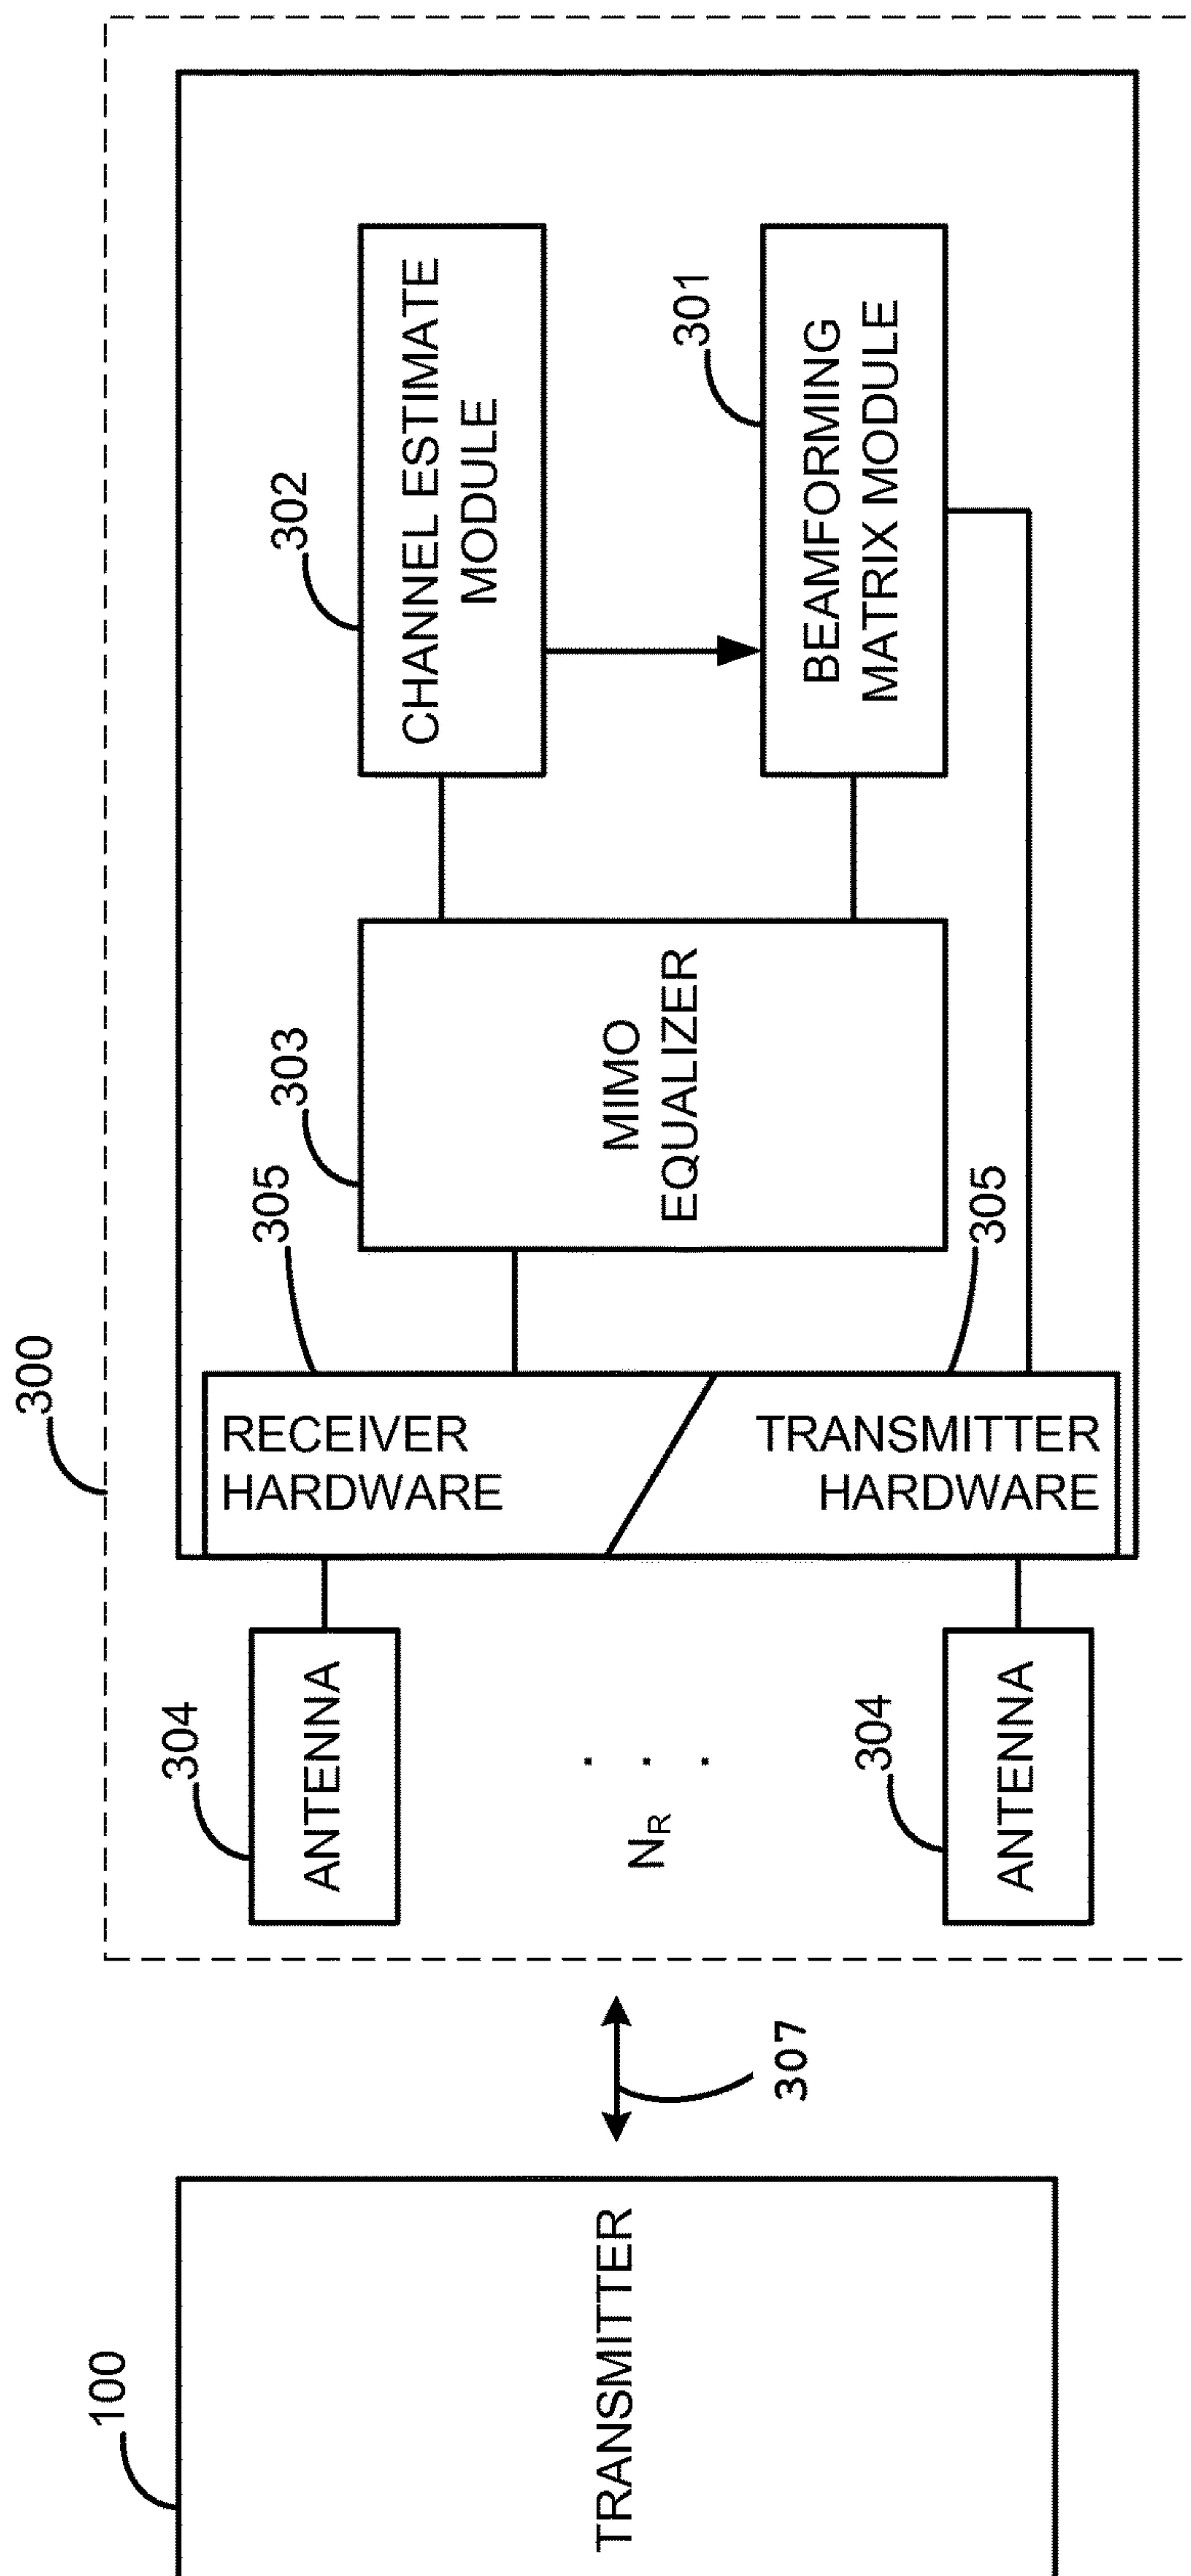 300
302
CHANNEL ESTIMATE
MODULE
301
BEAMFORMING
MATRIX MODULE
303
MIMO
EQUALIZER
305
305
RECEIVER
HARDWARE
TRANSMITTER
HARDWARE
304
ANTENNA
. . .
NR
304
ANTENNA
307
100
TRANSMITTER